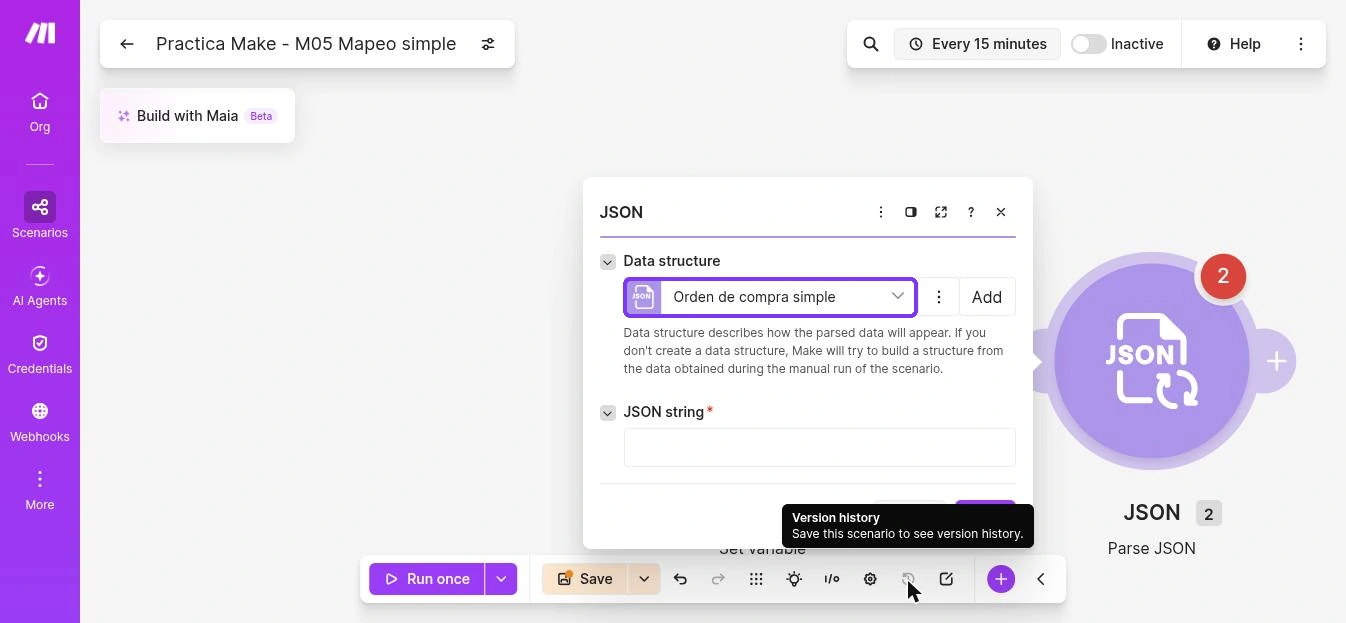 Practica Make - M05 Mapeo simple
Every 15 minutes
Inactive
Help
Build with Maia Beta
Org
Scenarios
AI Agents
Credentials
Webhooks
More
JSON
?
Data structure
JSON Orden de compra simple
Add
Data structure describes how the parsed data will appear. If you
don't create a data structure, Make will try to build a structure from
the data obtained during the manual run of the scenario.
JSON string*
Version history
Save this scenario to see version history.
Set variable
2
JSON
JSON 2
Parse JSON
Run once
Save